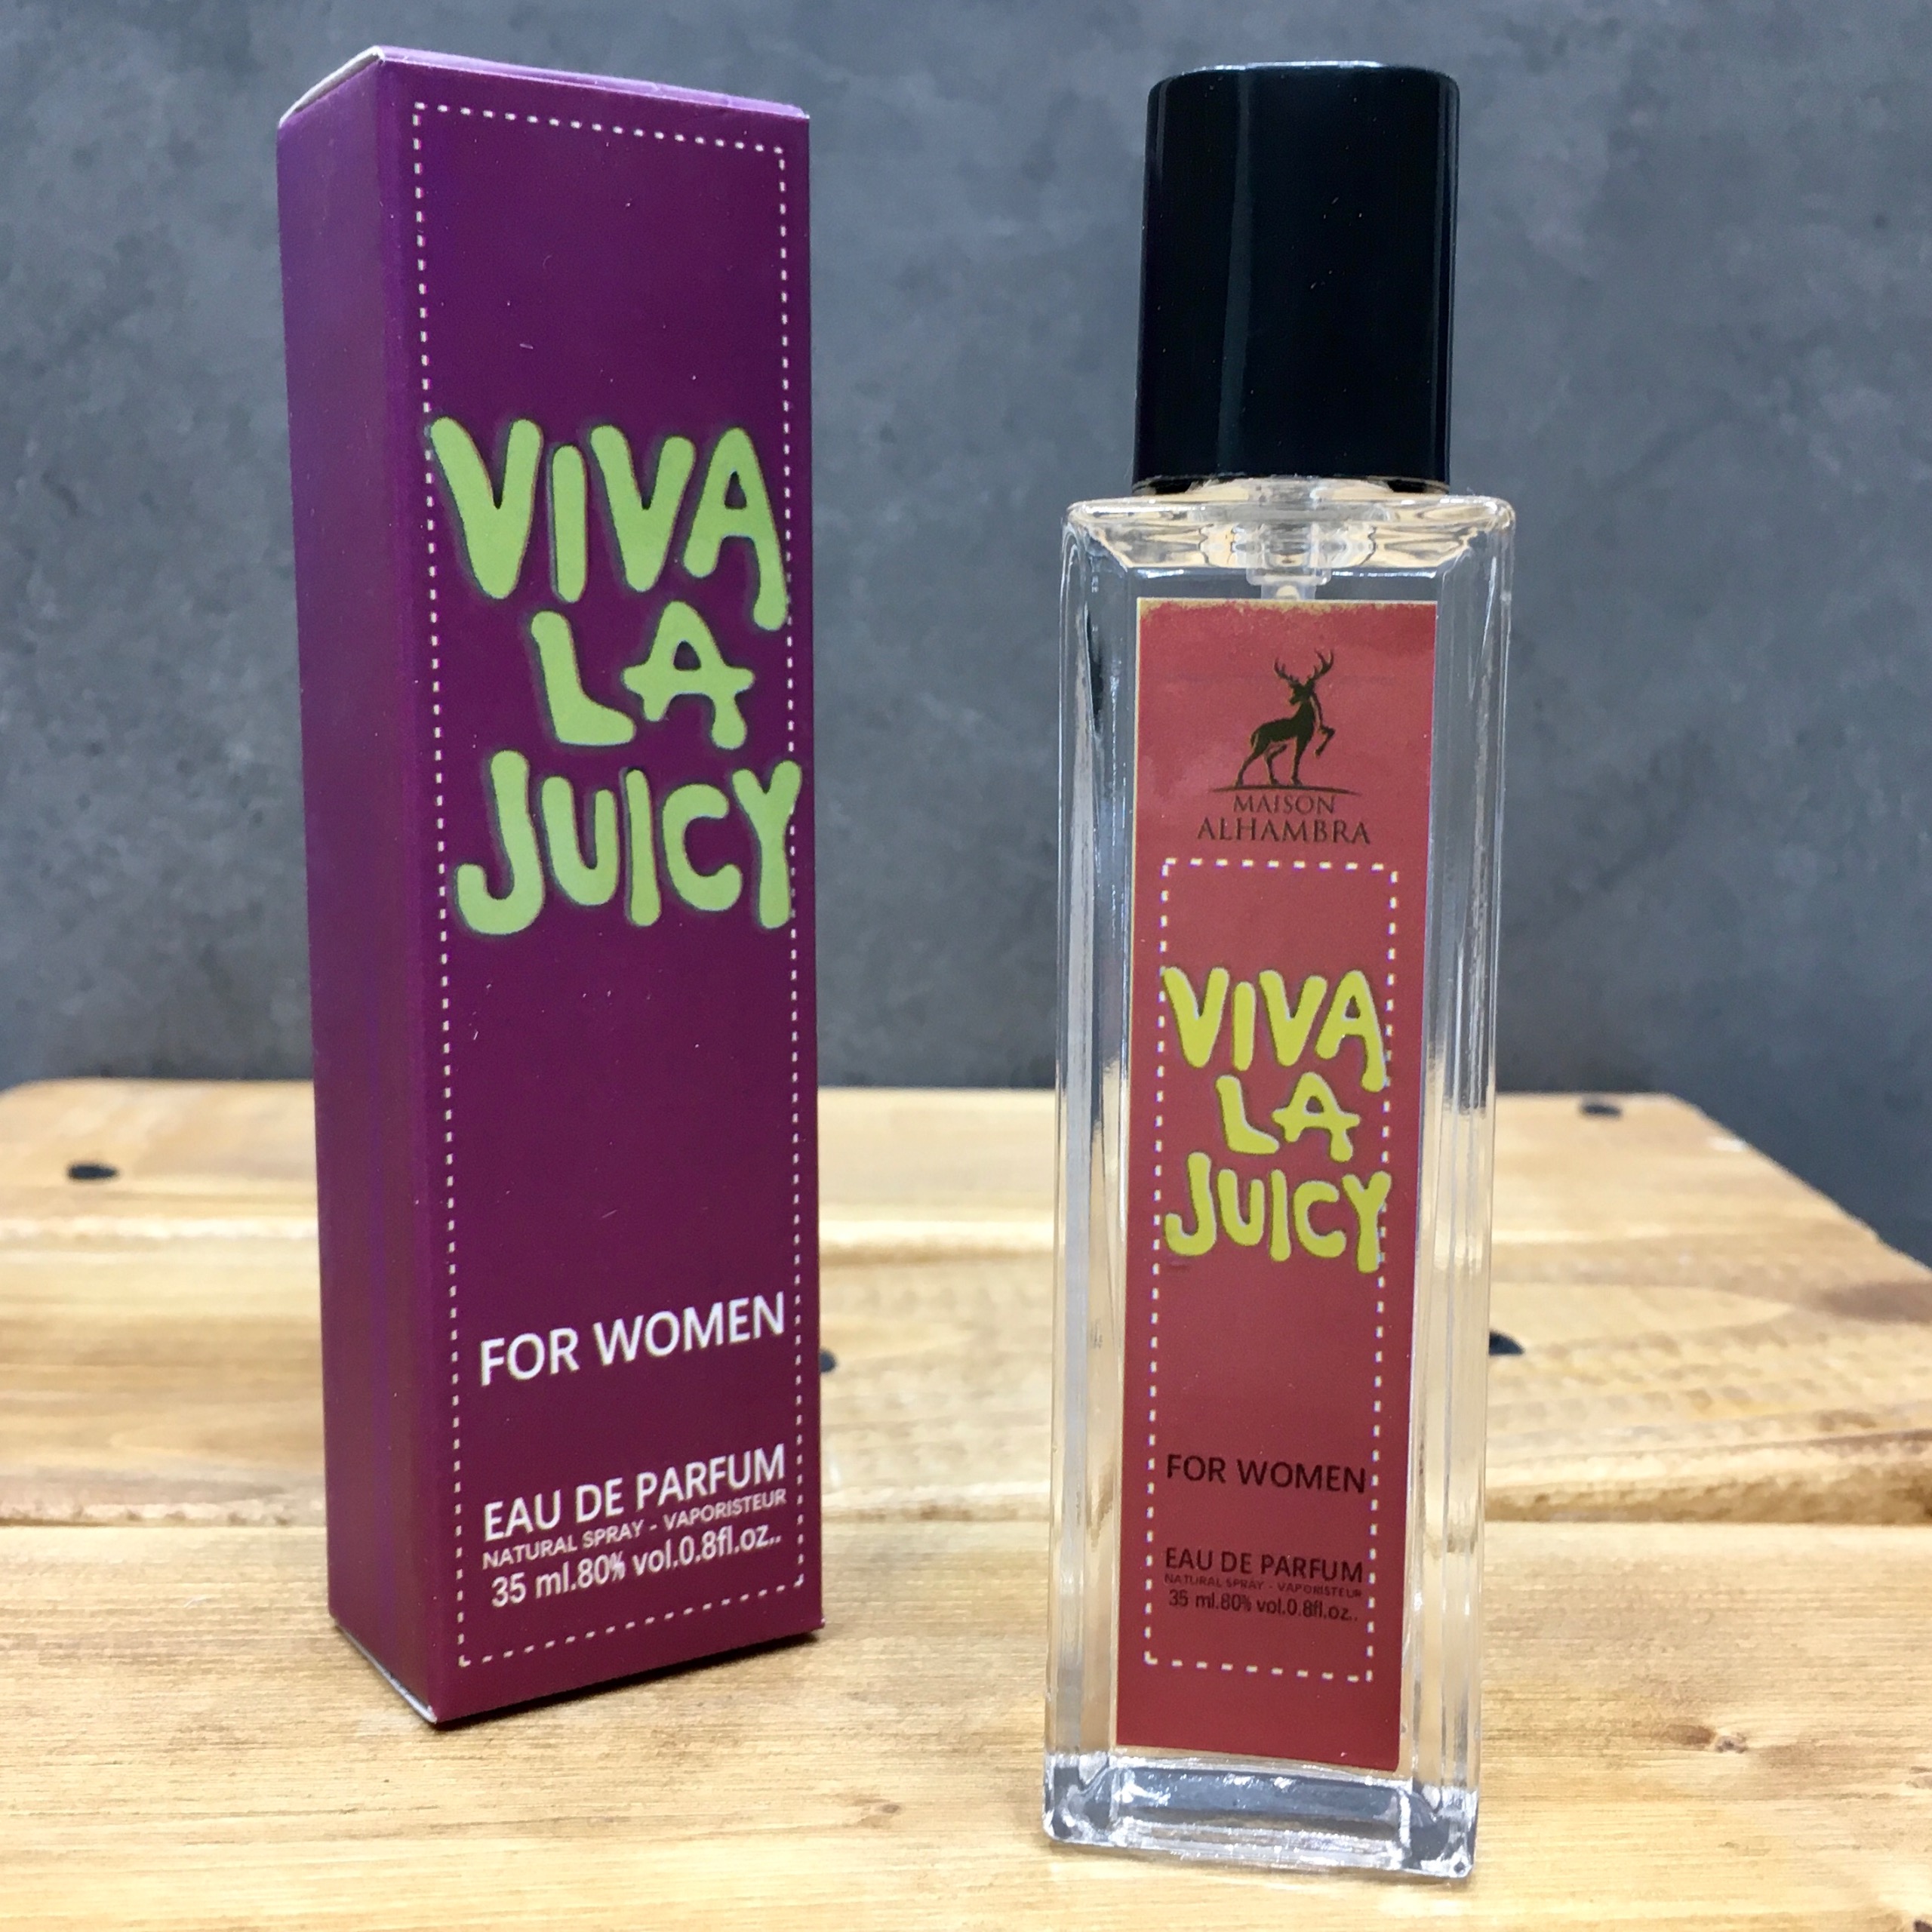 VIVA
LA
JUICY
FOR WOMEN
EAU DE PARFUM
NATURAL SPRAY - VAPORISTEUR
35 ml.80% vol.0.8fl.oz..
MAISON
ALHAMBRA
VIVA
LA
JUICY
FOR WOMEN
EAU DE PARFUM
NATURAL SPRAY - VAPORISTEUR
35 ml.80% vol.0.8fl.oz..